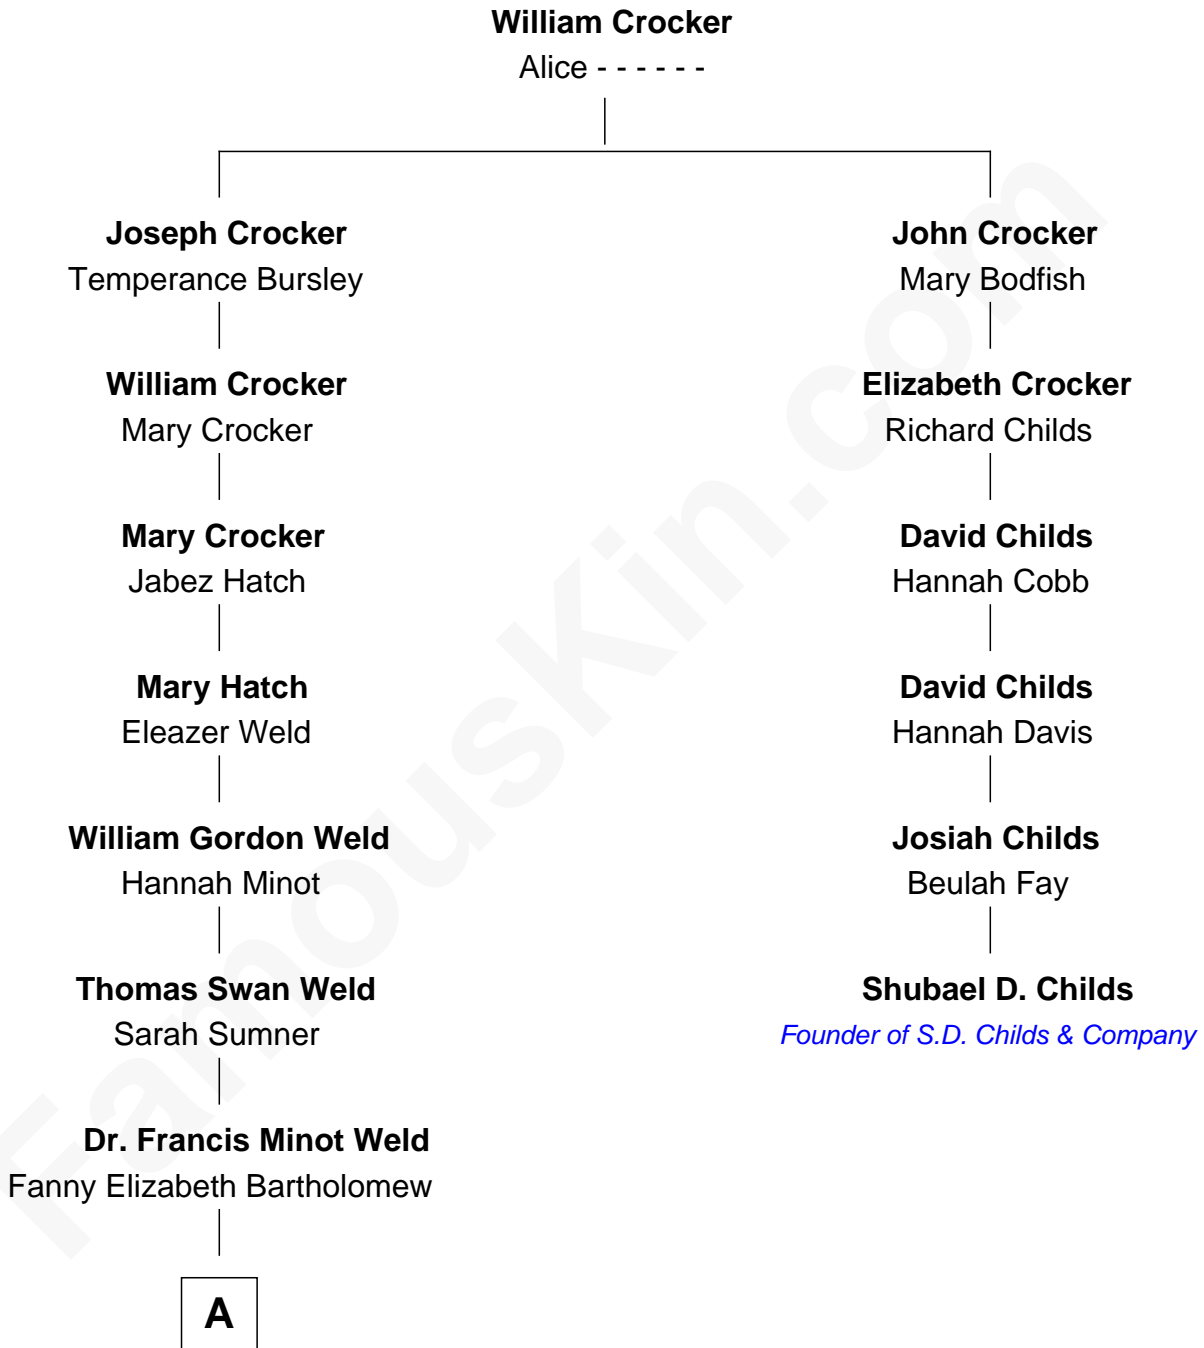 William Crocker
Alice - - - - - -
Joseph Crocker
Temperance Bursley
William Crocker
Mary Crocker
Mary Crocker
Jabez Hatch
Mary Hatch
Eleazer Weld
William Gordon Weld
Hannah Minot
Thomas Swan Weld
Sarah Sumner
Dr. Francis Minot Weld
Fanny Elizabeth Bartholomew
A
John Crocker
Mary Bodfish
Elizabeth Crocker
Richard Childs
David Childs
Hannah Cobb
David Childs
Hannah Davis
Josiah Childs
Beulah Fay
Shubael D. Childs
Founder of S.D. Childs & Company
FamousKin.com